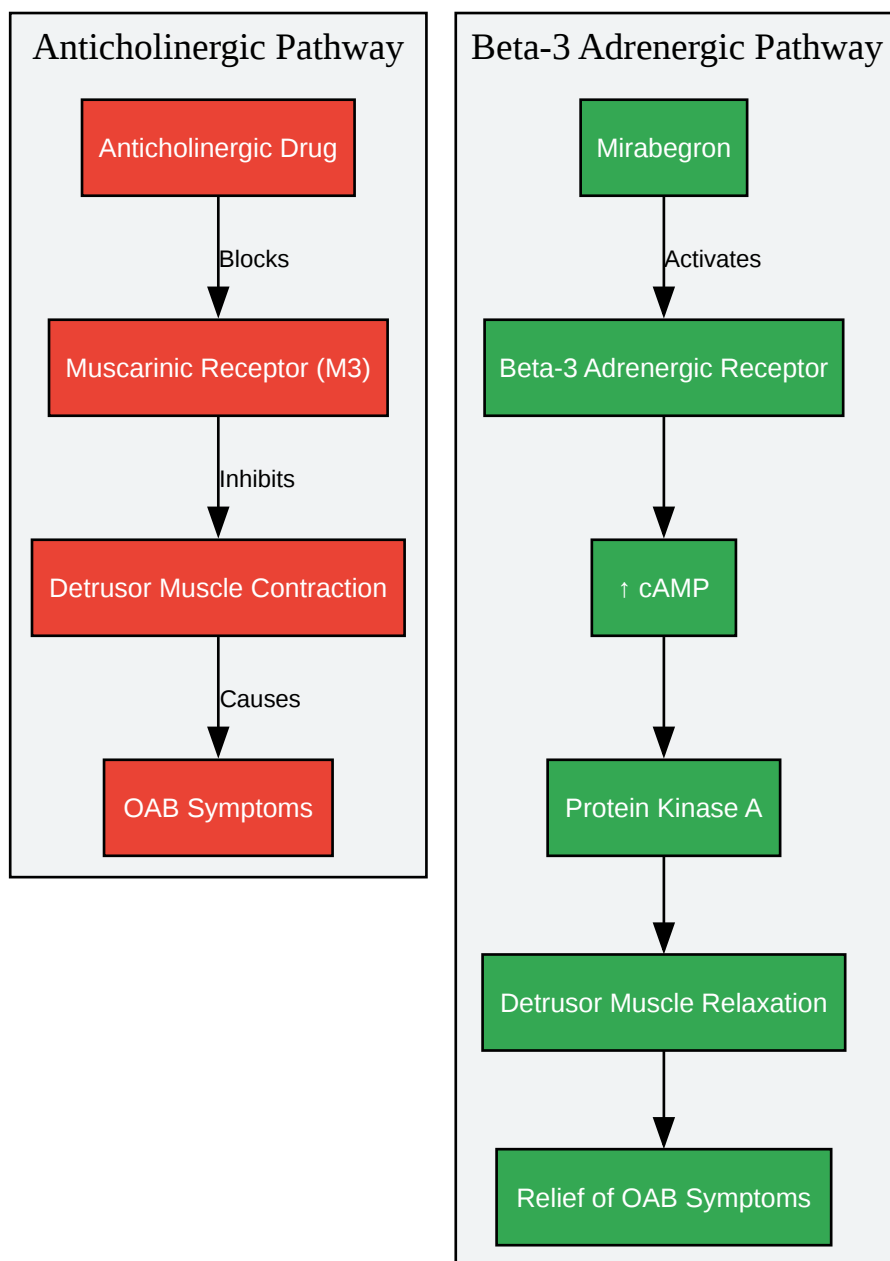 Anticholinergic Pathway
Anticholinergic Drug
Blocks
Muscarinic Receptor (M3)
Inhibits
Detrusor Muscle Contraction
Causes
OAB Symptoms
Beta-3 Adrenergic Pathway
Mirabegron
Activates
Beta-3 Adrenergic Receptor
↑ cAMP
Protein Kinase A
Detrusor Muscle Relaxation
Relief of OAB Symptoms